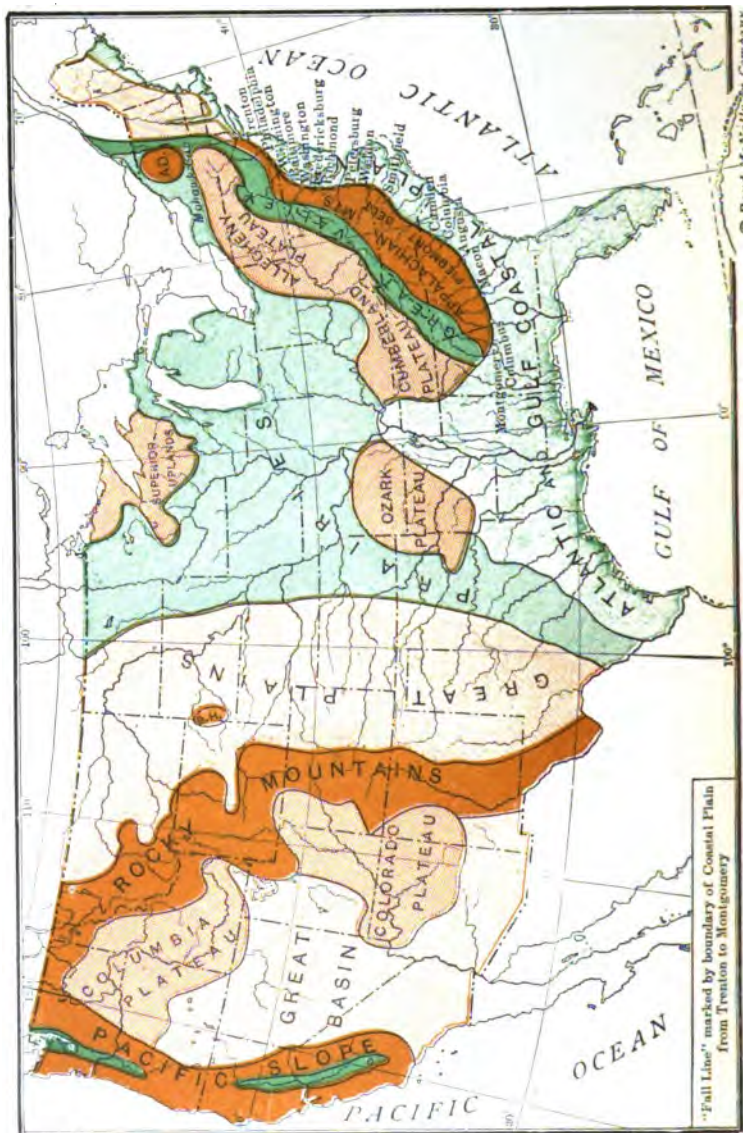 ATLANTIC OCEAN
AD.
Trenton
Philadelphia
Wilmington
Baltimore
Washington
Fredericksburg
Richmond
Petersburg
Weldon
Smithfield
Camden
Columbia
Augusta
Macon
Columbus
Montgomery
ALLEGHENY
PLATEAU
GREAT VALLEY
APPALACHIAN MTS
PIEDMONT BELT
CUMBERLAND
PLATEAU
ATLANTIC AND GULF COASTAL PLAIN
GULF OF MEXICO
SUPERIOR
UPLANDS
PRAIRIES
OZARK
PLATEAU
GREAT PLAINS
B.H.
ROCKY MOUNTAINS
COLUMBIA
PLATEAU
COLORADO
PLATEAU
GREAT
BASIN
PACIFIC SLOPE
PACIFIC OCEAN
100°
"Fall Line" marked by boundary of Coastal Plain
from Trenton to Montgomery